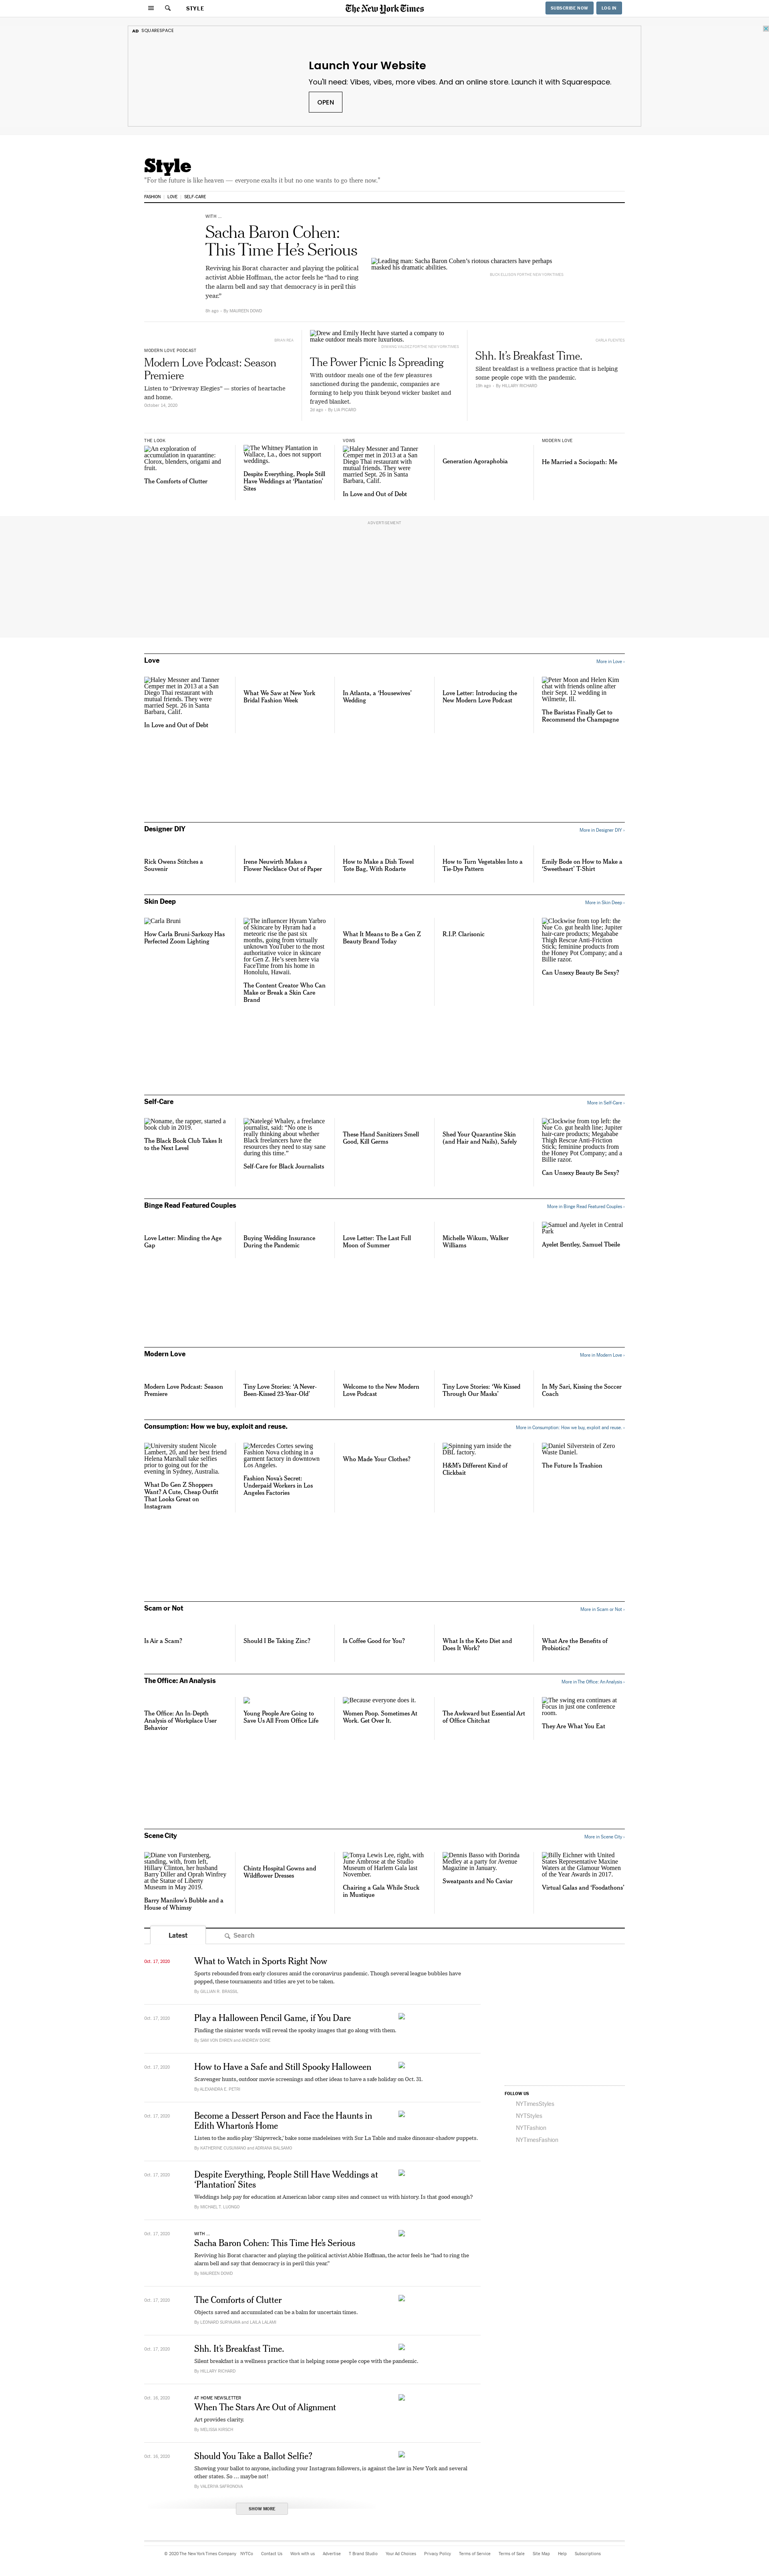 STYLE
The New York Times
SUBSCRIBE NOW
LOG IN
AD SQUARESPACE
Launch Your Website
You'll need: Vibes, vibes, more vibes. And an online store. Launch it with Squarespace.
OPEN
Style
"For the future is like heaven — everyone exalts it but no one wants to go there now."
FASHION
LOVE
SELF-CARE
WITH …
Sacha Baron Cohen:
This Time He's Serious
Reviving his Borat character and playing the political
activist Abbie Hoffman, the actor feels he "had to ring
the alarm bell and say that democracy is in peril this
year."
By MAUREEN DOWD
Leading man: Sacha Baron Cohen's riotous characters have perhaps
masked his dramatic abilities.
MODERN LOVE PODCAST
Modern Love Podcast: Season
Premiere
Listen to "Driveway Elegies" — stories of heartache
and home.
October 14, 2020
Drew and Emily Hecht have started a company to
make outdoor meals more luxurious.
The Power Picnic Is Spreading
With outdoor meals one of the few pleasures
sanctioned during the pandemic, companies are
forming to help you think beyond wicker basket and
frayed blanket.
Shh. It's Breakfast Time.
Silent breakfast is a wellness practice that is helping
some people cope with the pandemic.
By HILLARY RICHARD
THE LOOK
An exploration of
accumulation in quarantine:
Clorox, blenders, origami and
fruit.
The Comforts of Clutter
The Whitney Plantation in
Wallace, La., does not support
weddings.
Despite Everything, People Still
Have Weddings at 'Plantation'
Sites
VOWS
Haley Messner and Tanner
Cemper met in 2013 at a San
Diego Thai restaurant with
mutual friends. They were
married Sept. 26 in Santa
Barbara, Calif.
In Love and Out of Debt
Generation Agoraphobia
MODERN LOVE
He Married a Sociopath: Me
ADVERTISEMENT
Love
More in Love ›
Haley Messner and Tanner
Cemper met in 2013 at a San
Diego Thai restaurant with
mutual friends. They were
married Sept. 26 in Santa
Barbara, Calif.
In Love and Out of Debt
What We Saw at New York
Bridal Fashion Week
In Atlanta, a 'Housewives'
Wedding
Love Letter: Introducing the
New Modern Love Podcast
Peter Moon and Helen Kim
chat with friends online after
their Sept. 12 wedding in
Wilmette, Ill.
The Baristas Finally Get to
Recommend the Champagne
Designer DIY
More in Designer DIY ›
Rick Owens Stitches a
Souvenir
Irene Neuwirth Makes a
Flower Necklace Out of Paper
How to Make a Dish Towel
Tote Bag, With Rodarte
How to Turn Vegetables Into a
Tie-Dye Pattern
Emily Bode on How to Make a
'Sweetheart' T-Shirt
Skin Deep
More in Skin Deep ›
Carla Bruni
How Carla Bruni-Sarkozy Has
Perfected Zoom Lighting
The influencer Hyram Yarbro
of Skincare by Hyram had a
meteoric rise the past six
months, going from virtually
unknown YouTuber to the most
authoritative voice in skincare
for Gen Z. He's seen here via
FaceTime from his home in
Honolulu, Hawaii.
The Content Creator Who Can
Make or Break a Skin Care
Brand
What It Means to Be a Gen Z
Beauty Brand Today
R.I.P. Clarisonic
Clockwise from top left: the
Nue Co. gut health line; Jupiter
hair-care products; Megababe
Thigh Rescue Anti-Friction
Stick; feminine products from
the Honey Pot Company; and a
Billie razor.
Can Unsexy Beauty Be Sexy?
Self-Care
More in Self-Care ›
Noname, the rapper, started a
book club in 2019.
The Black Book Club Takes It
to the Next Level
Natelegé Whaley, a freelance
journalist, said: "No one is
really thinking about whether
Black freelancers have the
resources they need to stay sane
during this time."
Self-Care for Black Journalists
These Hand Sanitizers Smell
Good, Kill Germs
Shed Your Quarantine Skin
(and Hair and Nails), Safely
Clockwise from top left: the
Nue Co. gut health line; Jupiter
hair-care products; Megababe
Thigh Rescue Anti-Friction
Stick; feminine products from
the Honey Pot Company; and a
Billie razor.
Can Unsexy Beauty Be Sexy?
Binge Read Featured Couples
More in Binge Read Featured Couples ›
Love Letter: Minding the Age
Gap
Buying Wedding Insurance
During the Pandemic
Love Letter: The Last Full
Moon of Summer
Michelle Wikum, Walker
Williams
Samuel and Ayelet in Central
Park
Ayelet Bentley, Samuel Tbeile
Modern Love
More in Modern Love ›
Modern Love Podcast: Season
Premiere
Tiny Love Stories: 'A Never-
Been-Kissed 23-Year-Old'
Welcome to the New Modern
Love Podcast
Tiny Love Stories: 'We Kissed
Through Our Masks'
In My Sari, Kissing the Soccer
Coach
Consumption: How we buy, exploit and reuse.
More in Consumption: How we buy, exploit and reuse. ›
University student Nicole
Lambert, 20, and her best friend
Helena Marshall take selfies
prior to going out for the
evening in Sydney, Australia.
What Do Gen Z Shoppers
Want? A Cute, Cheap Outfit
That Looks Great on
Instagram
Mercedes Cortes sewing
Fashion Nova clothing in a
garment factory in downtown
Los Angeles.
Fashion Nova's Secret:
Underpaid Workers in Los
Angeles Factories
Who Made Your Clothes?
Spinning yarn inside the
DBL factory.
H&M's Different Kind of
Clickbait
Daniel Silverstein of Zero
Waste Daniel.
The Future Is Trashion
Scam or Not
More in Scam or Not ›
Is Air a Scam?
Should I Be Taking Zinc?
Is Coffee Good for You?
What Is the Keto Diet and
Does It Work?
What Are the Benefits of
Probiotics?
The Office: An Analysis
More in The Office: An Analysis ›
The Office: An In-Depth
Analysis of Workplace User
Behavior
Young People Are Going to
Save Us All From Office Life
Because everyone does it.
Women Poop. Sometimes At
Work. Get Over It.
The Awkward but Essential Art
of Office Chitchat
The swing era continues at
Focus in just one conference
room.
They Are What You Eat
Scene City
More in Scene City ›
Diane von Furstenberg,
standing, with, from left,
Hillary Clinton, her husband
Barry Diller and Oprah Winfrey
at the Statue of Liberty
Museum in May 2019.
Barry Manilow's Bubble and a
House of Whimsy
Chintz Hospital Gowns and
Wildflower Dresses
Tonya Lewis Lee, right, with
June Ambrose at the Studio
Museum of Harlem Gala last
November.
Chairing a Gala While Stuck
in Mustique
Dennis Basso with Dorinda
Medley at a party for Avenue
Magazine in January.
Sweatpants and No Caviar
Billy Eichner with United
States Representative Maxine
Waters at the Glamour Women
of the Year Awards in 2017.
Virtual Galas and 'Foodathons'
Latest
Search
Oct. 17, 2020
What to Watch in Sports Right Now
Sports rebounded from early closures amid the coronavirus pandemic. Though several league bubbles have
popped, these tournaments and titles are yet to be taken.
By GILLIAN R. BRASSIL
Oct. 17, 2020
Play a Halloween Pencil Game, if You Dare
Finding the sinister words will reveal the spooky images that go along with them.
By SAM VON EHREN and ANDREW SORE
Oct. 17, 2020
How to Have a Safe and Still Spooky Halloween
Scavenger hunts, outdoor movie screenings and other ideas to have a safe holiday on Oct. 31.
By ALEXANDRA E. PETRI
Oct. 17, 2020
Become a Dessert Person and Face the Haunts in
Edith Wharton's Home
Listen to the audio play 'Shipwreck,' bake some madeleines with Sur La Table and make dinosaur-shadow puppets.
By KATHERINE CUSUMANO and ADRIANA BALSAMO
Oct. 17, 2020
Despite Everything, People Still Have Weddings at
'Plantation' Sites
Weddings help pay for education at American labor camp sites and connect us with history. Is that good enough?
By MICHAEL T. LUONGO
Oct. 17, 2020
WITH …
Sacha Baron Cohen: This Time He's Serious
Reviving his Borat character and playing the political activist Abbie Hoffman, the actor feels he "had to ring the
alarm bell and say that democracy is in peril this year."
By MAUREEN DOWD
Oct. 17, 2020
The Comforts of Clutter
Objects saved and accumulated can be a balm for uncertain times.
Oct. 17, 2020
Shh. It's Breakfast Time.
Silent breakfast is a wellness practice that is helping some people cope with the pandemic.
By HILLARY RICHARD
Oct. 16, 2020
AT HOME NEWSLETTER
When The Stars Are Out of Alignment
Art provides clarity.
By MELISSA KIRSCH
Oct. 16, 2020
Should You Take a Ballot Selfie?
Showing your ballot to anyone, including your Instagram followers, is against the law in New York and several
other states. So … maybe not!
By VALERIYA SAFRONOVA
SHOW MORE
FOLLOW US
NYTimesStyles
NYTStyles
NYTFashion
NYTimesFashion
© 2020 The New York Times Company
NYTCo
Contact Us
Work with us
Advertise
T Brand Studio
Your Ad Choices
Privacy Policy
Terms of Service
Terms of Sale
Site Map
Help
Subscriptions